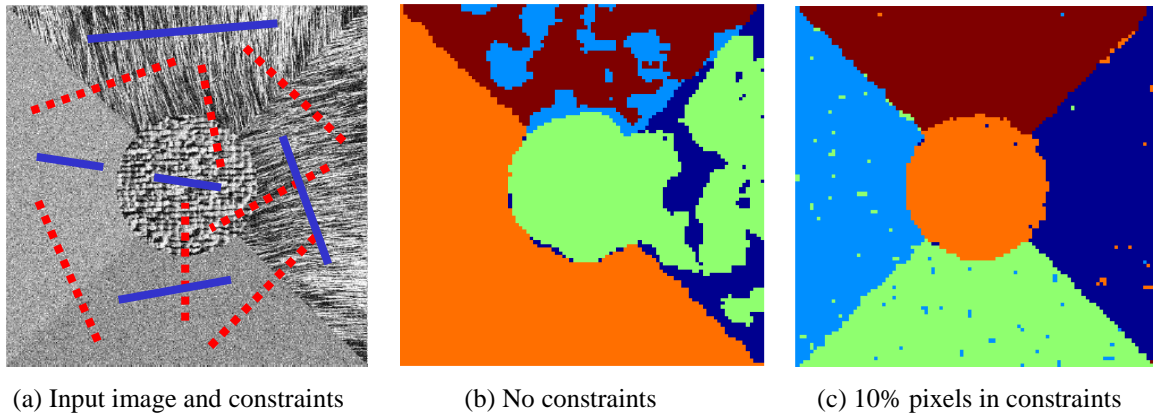 (a) Input image and constraints
(b) No constraints
(c) 10% pixels in constraints